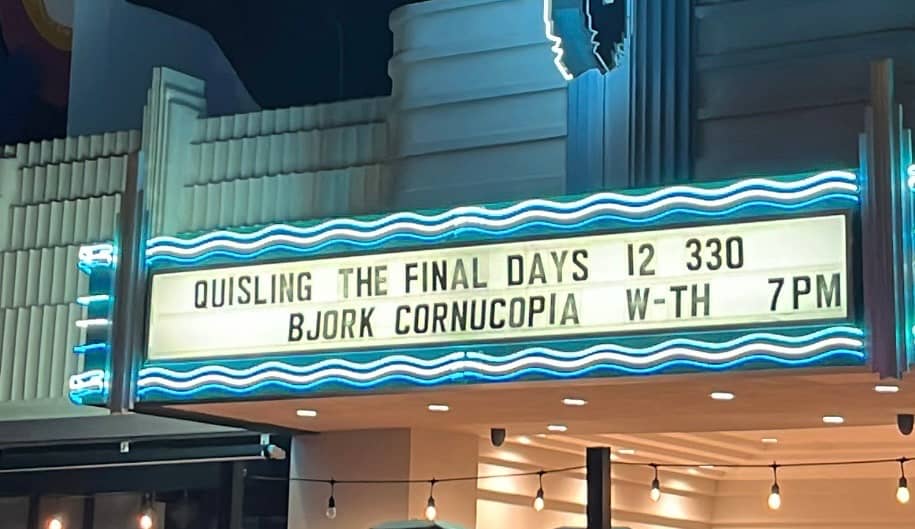 QUISLING THE FINAL DAYS 12 330
BJORK CORNUCOPIA W-TH 7PM